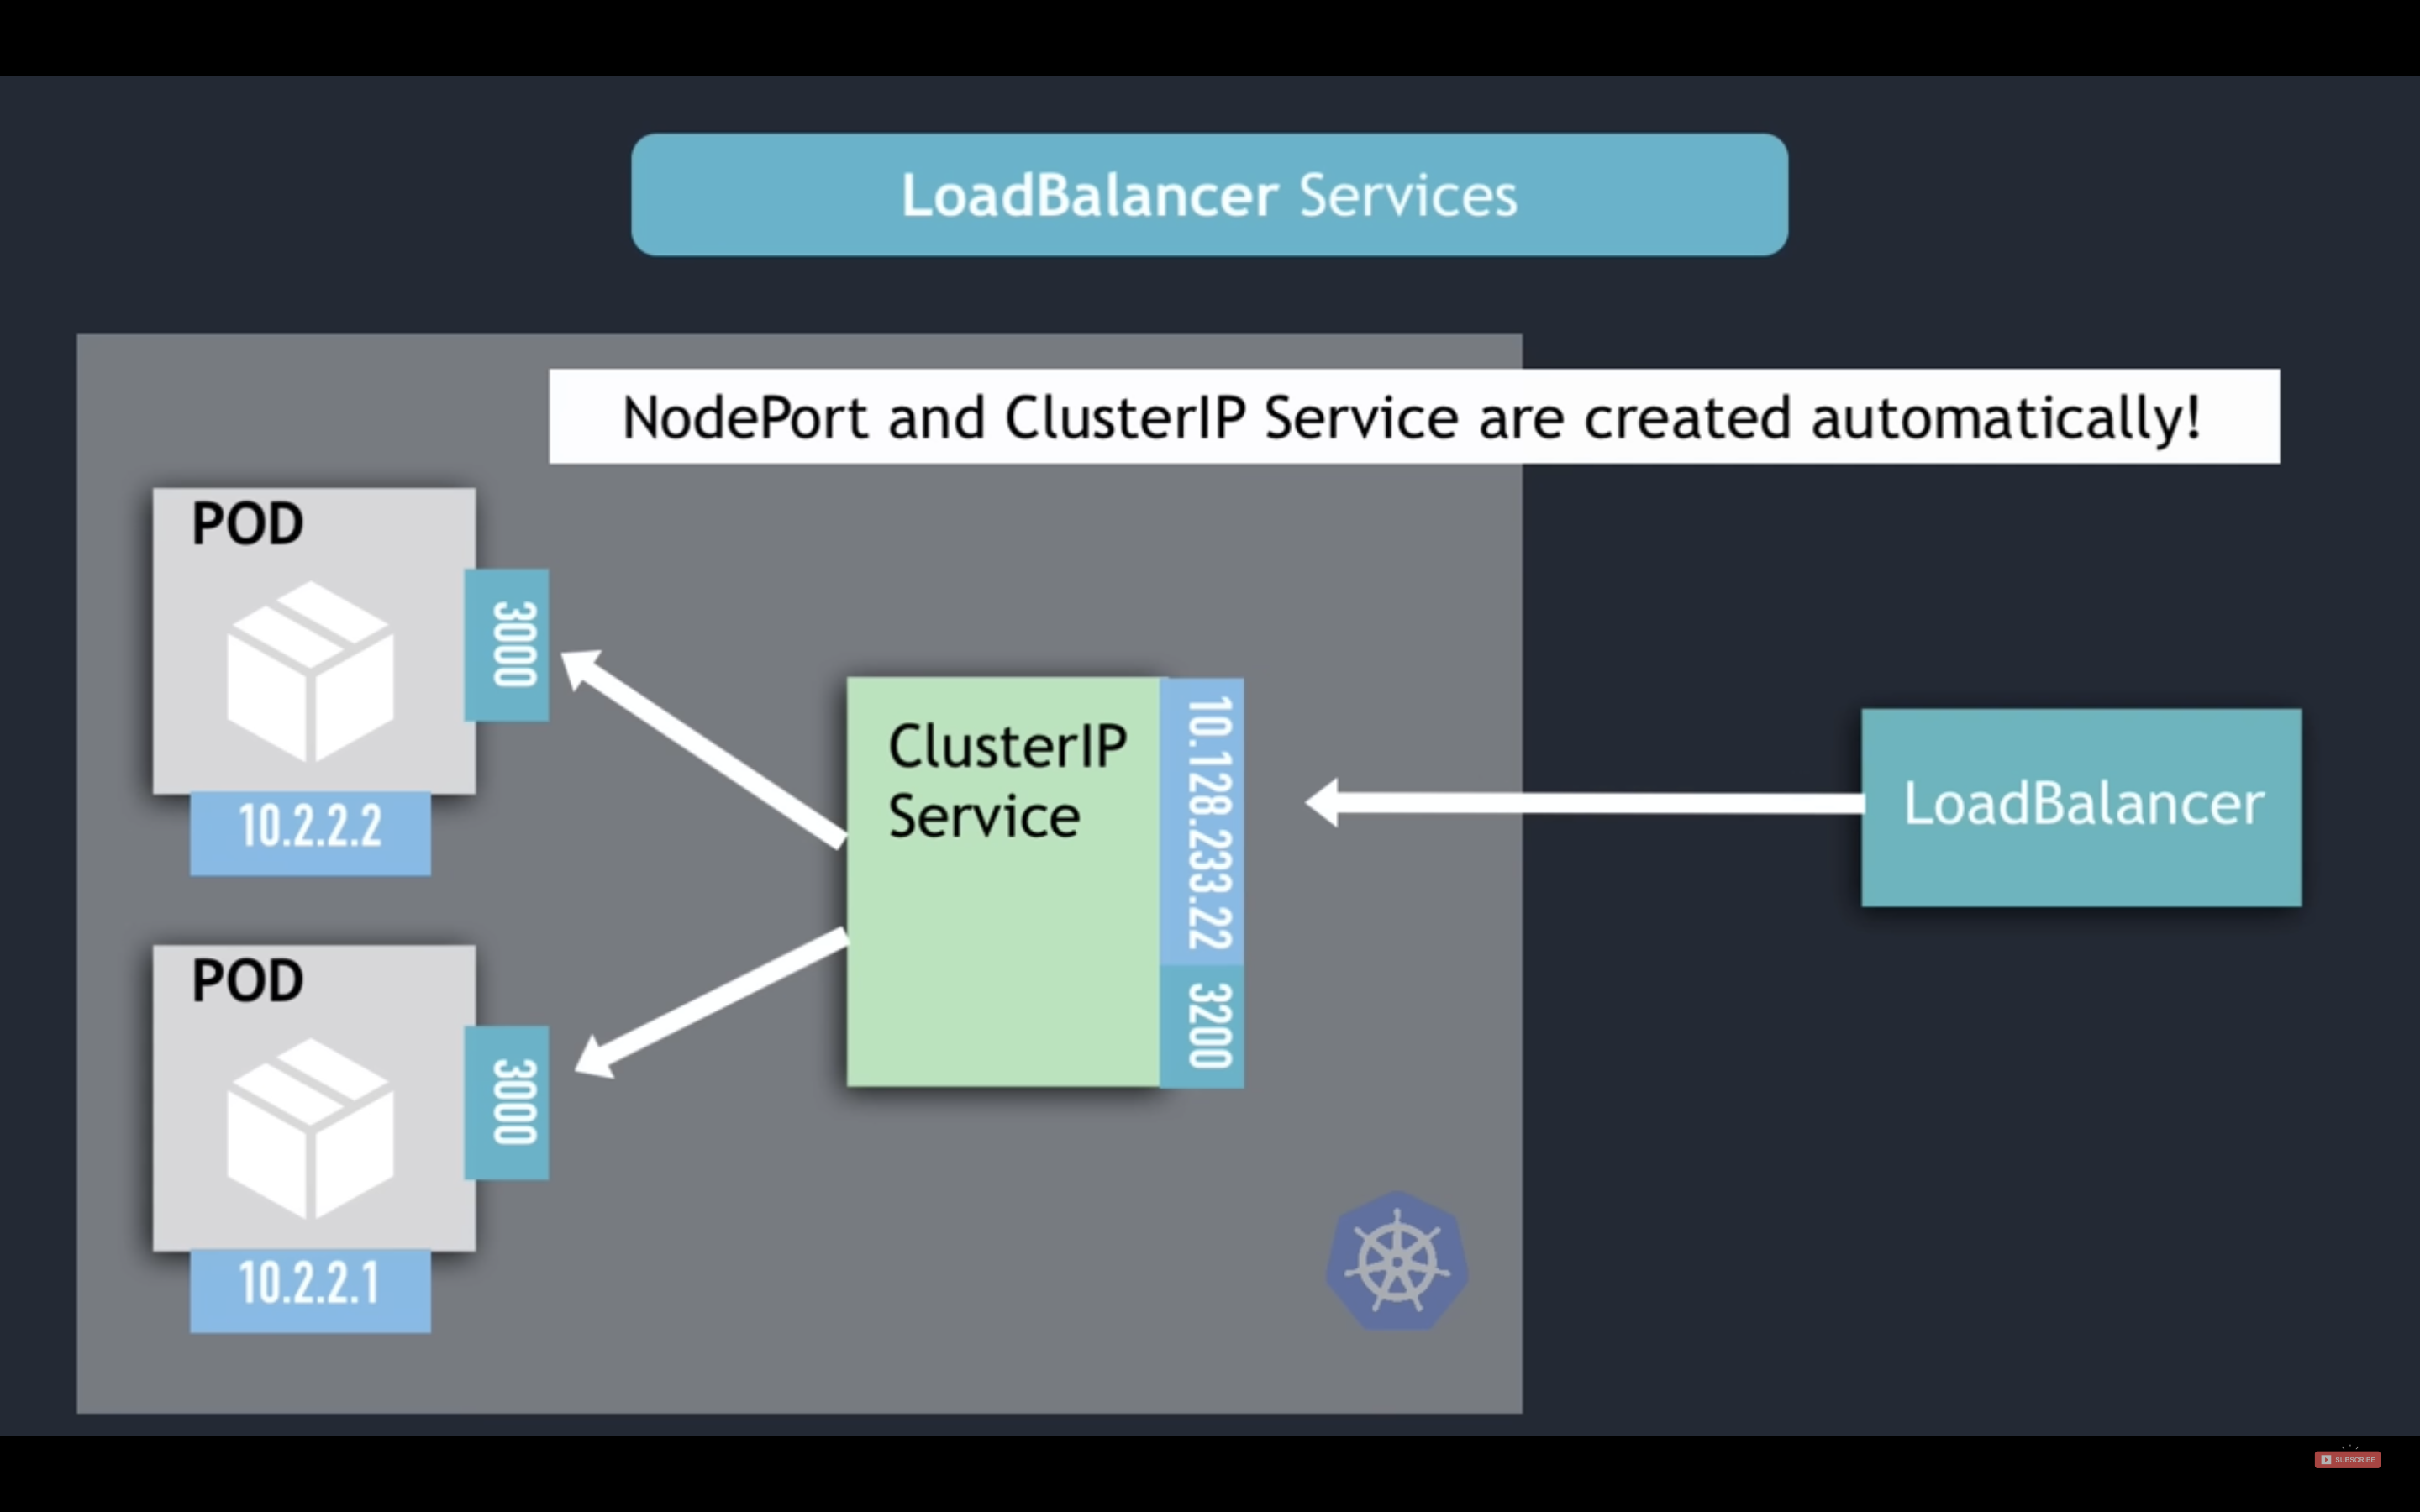 LoadBalancer Services
NodePort and ClusterIP Service are created automatically!
POD
3000
10.2.2.2
ClusterIP
Service
10.128.233.22
3200
LoadBalancer
POD
3000
10.2.2.1
SUBSCRIBE